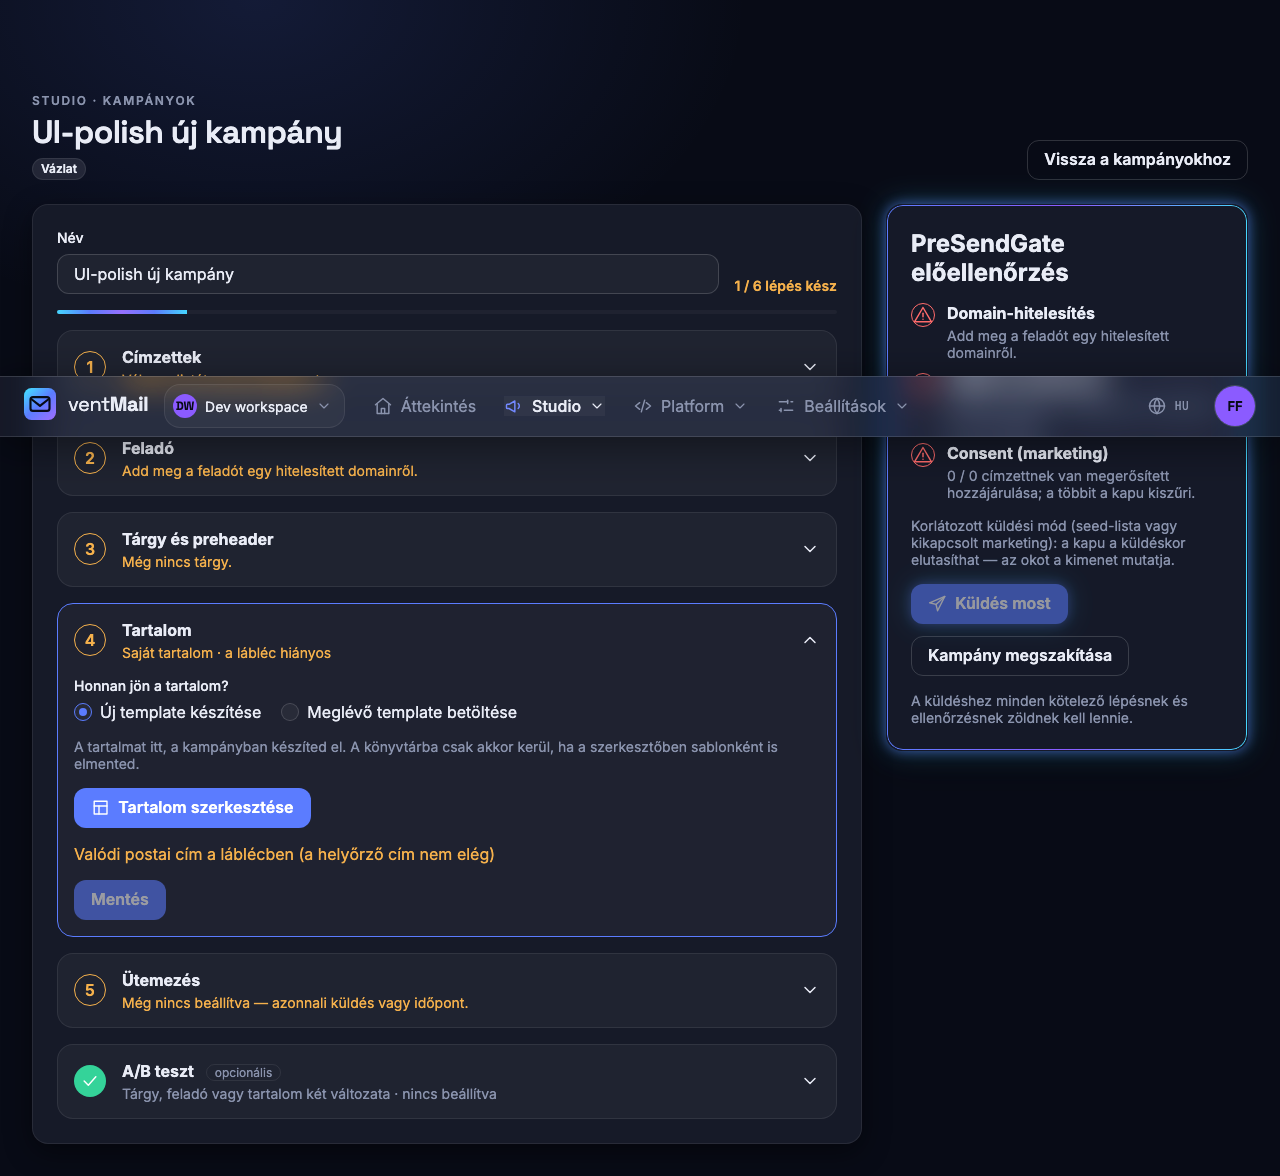 STUDIO · KAMPÁNYOK
UI-polish új kampány
Vázlat
Vissza a kampányokhoz
Név
UI-polish új kampány
1 / 6 lépés kész
1
Címzettek
ventMail
DW Dev workspace
Áttekintés
Studio
Platform
Beállítások
HU
FF
2
Feladó
Add meg a feladót egy hitelesített domainről.
3
Tárgy és preheader
Még nincs tárgy.
4
Tartalom
Saját tartalom · a lábléc hiányos
Honnan jön a tartalom?
Új template készítése
Meglévő template betöltése
A tartalmat itt, a kampányban készíted el. A könyvtárba csak akkor kerül, ha a szerkesztőben sablonként is
elmented.
Tartalom szerkesztése
Valódi postai cím a láblécben (a helyőrző cím nem elég)
Mentés
5
Ütemezés
Még nincs beállítva — azonnali küldés vagy időpont.
A/B teszt opcionális
Tárgy, feladó vagy tartalom két változata · nincs beállítva
PreSendGate
előellenőrzés
Domain-hitelesítés
Add meg a feladót egy hitelesített
domainről.
Consent (marketing)
0 / 0 címzettnek van megerősített
hozzájárulása; a többit a kapu kiszűri.
Korlátozott küldési mód (seed-lista vagy
kikapcsolt marketing): a kapu a küldéskor
elutasíthat — az okot a kimenet mutatja.
Küldés most
Kampány megszakítása
A küldéshez minden kötelező lépésnek és
ellenőrzésnek zöldnek kell lennie.